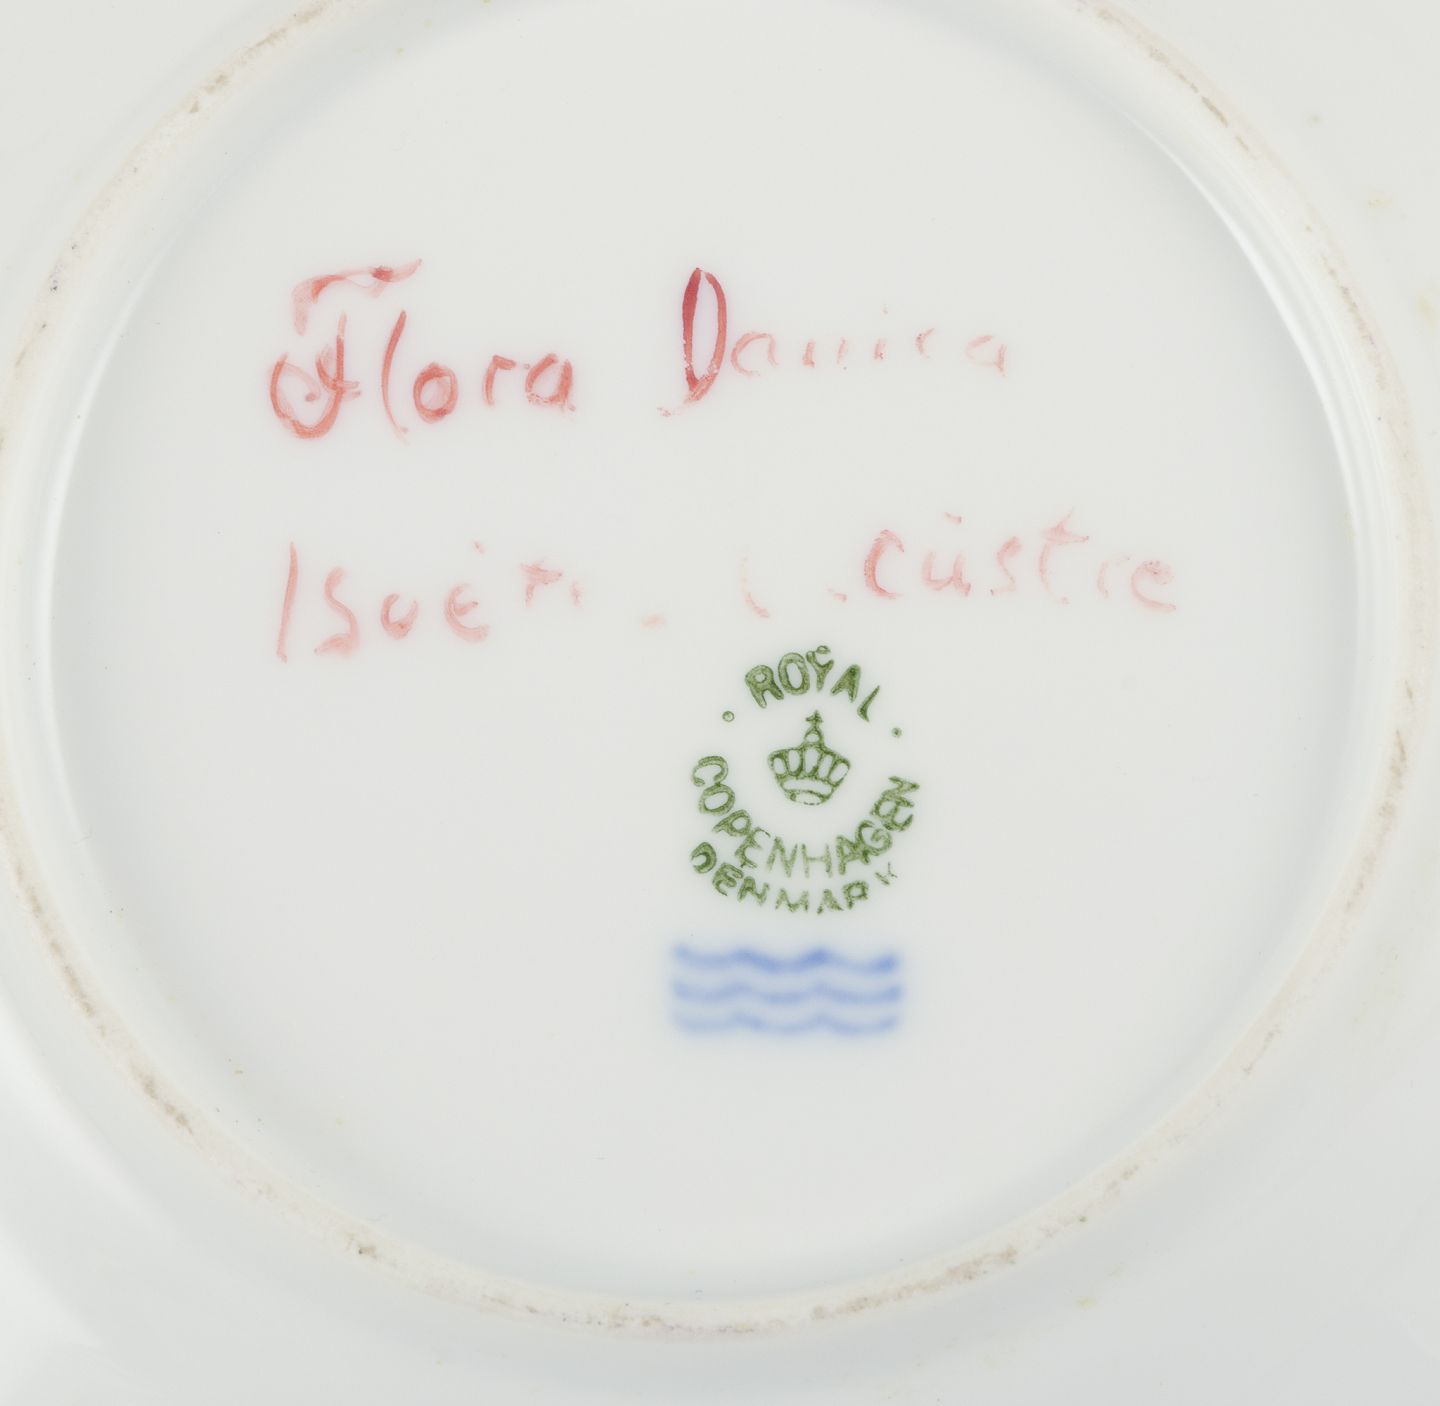 Flora Danica
ROYAL
COPENHAGEN
DENMARK